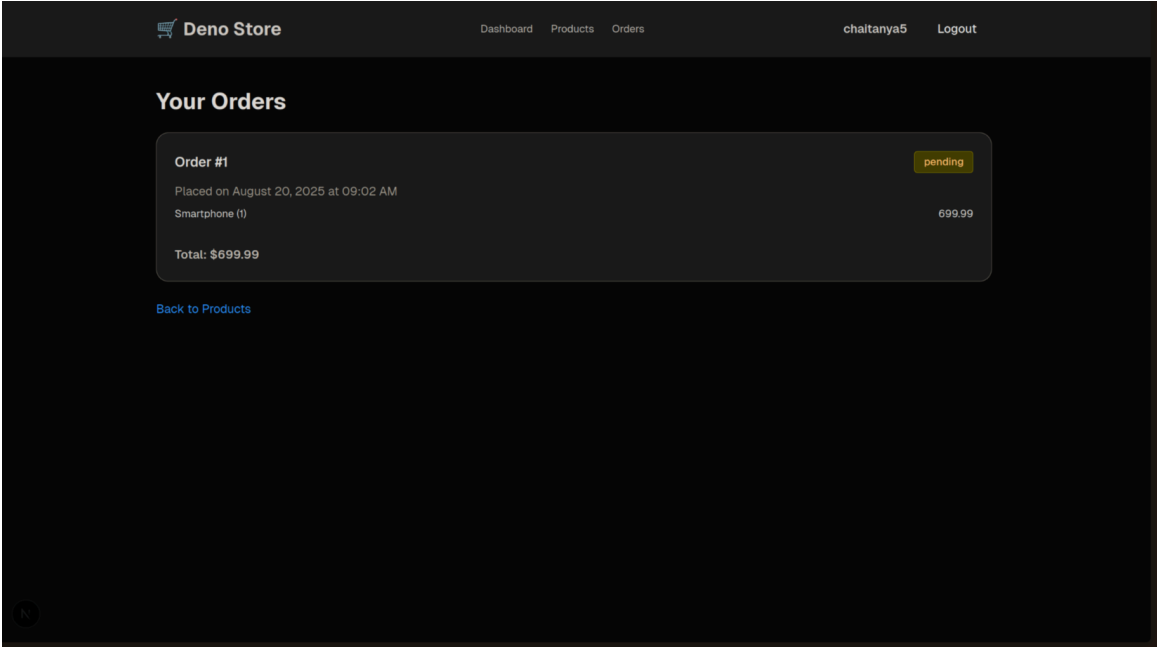 Deno Store
Dashboard Products Orders
chaitanya5 Logout
Your Orders
Order #1 pending
Placed on August 20, 2025 at 09:02 AM
Smartphone (1) 699.99
Total: $699.99
Back to Products
N